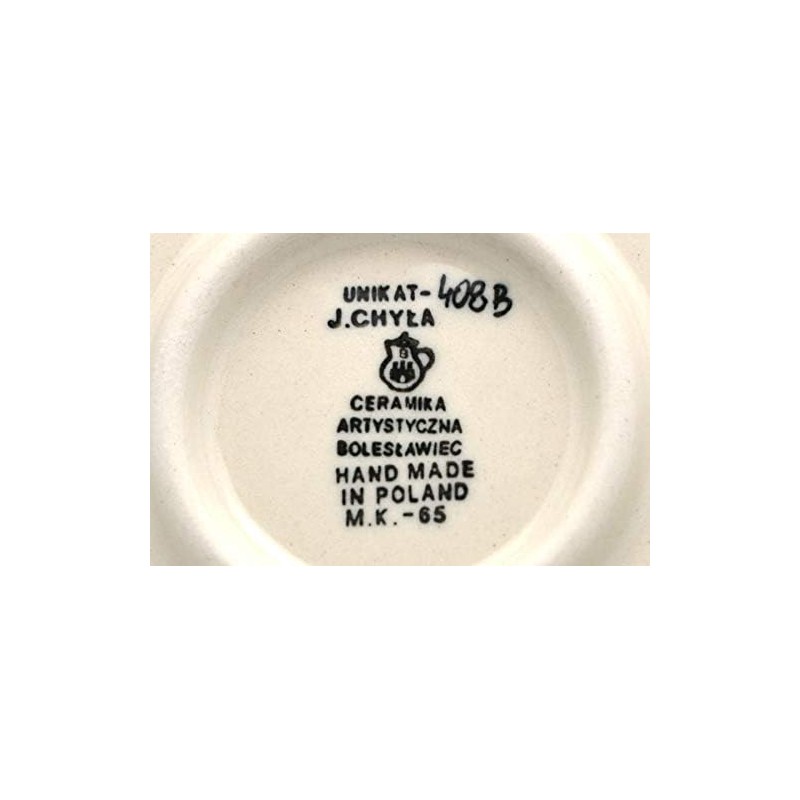 UNIKAT-408B
J.CHYŁA
B
CERAMIKA
ARTYSTYCZNA
BOLESŁAWIEC
HAND MADE
IN POLAND
M.K.-65